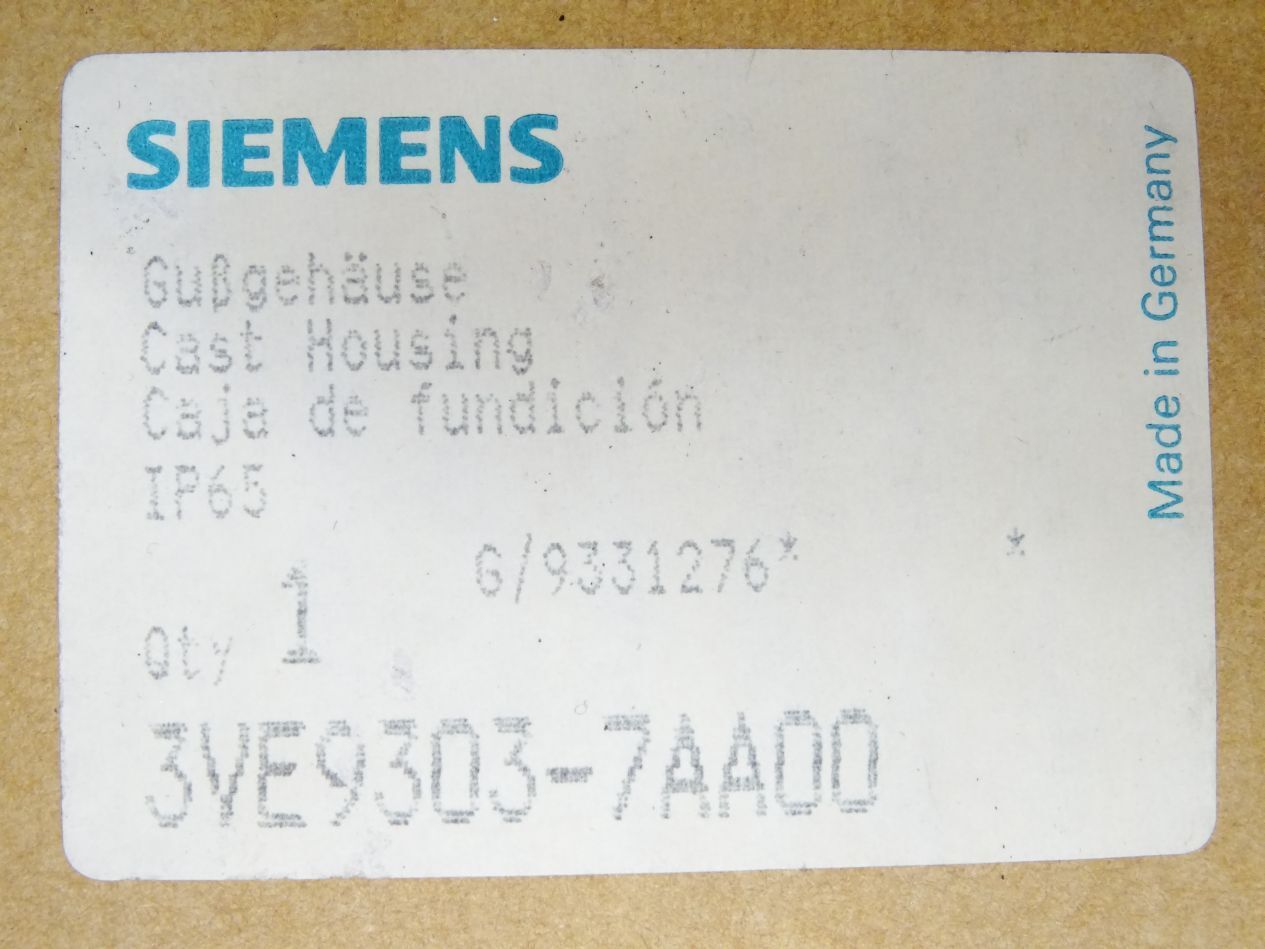 SIEMENS
Gußgehäuse
Cast Housing
Caja de fundición
IP65
G/9331276* *
Qty 1
3VE9303-7AA00
Made in Germany